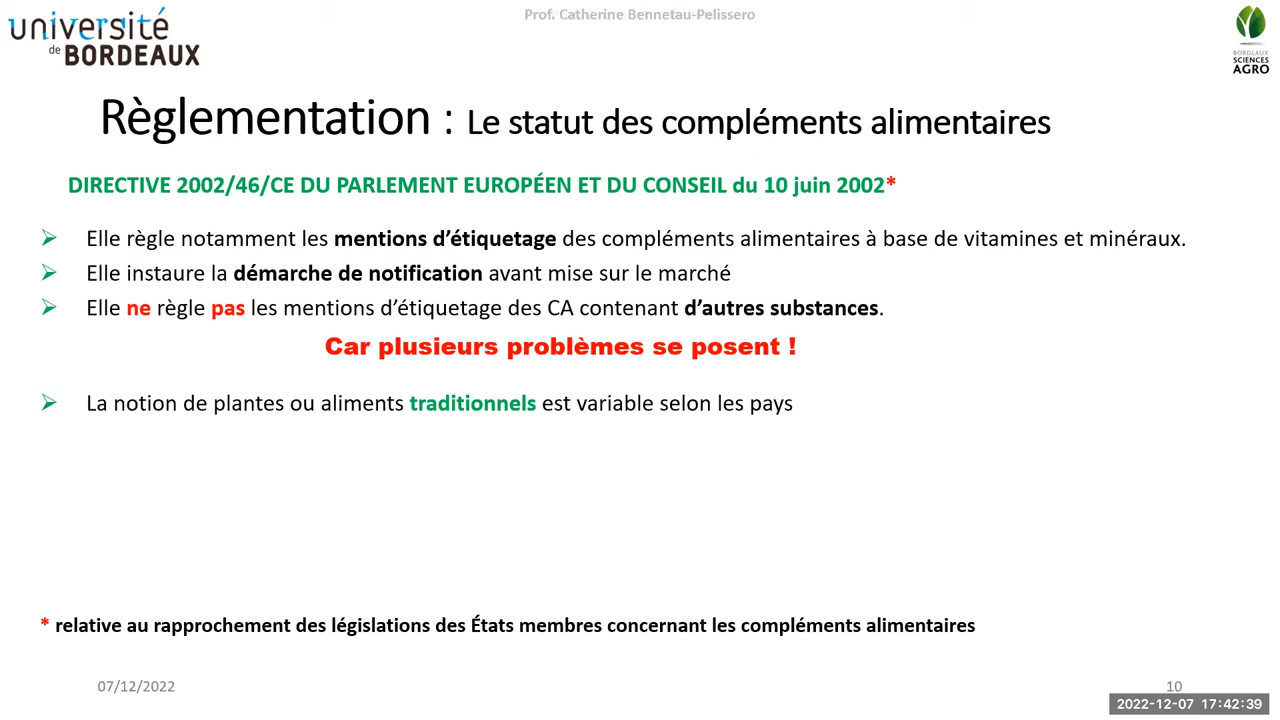 Prof. Catherine Bennetau-Pelissero
université
de BORDEAUX
BORDEAUX
SCIENCES
AGRO
Règlementation : Le statut des compléments alimentaires
DIRECTIVE 2002/46/CE DU PARLEMENT EUROPÉEN ET DU CONSEIL du 10 juin 2002*
Elle règle notamment les mentions d’étiquetage des compléments alimentaires à base de vitamines et minéraux.
Elle instaure la démarche de notification avant mise sur le marché
Elle ne règle pas les mentions d’étiquetage des CA contenant d’autres substances.
Car plusieurs problèmes se posent !
La notion de plantes ou aliments traditionnels est variable selon les pays
* relative au rapprochement des législations des États membres concernant les compléments alimentaires
07/12/2022
10
2022-12-07 17:42:39